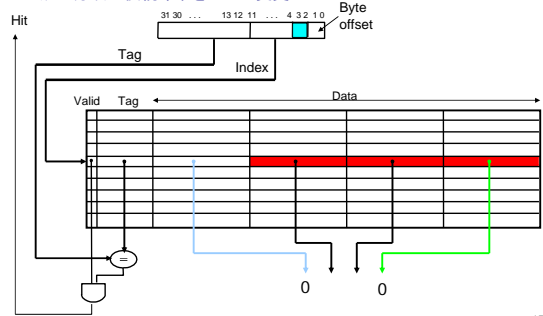 Hit
31 30 ... 13 12 11 ... 4 3 2 1 0
Byte
offset
Tag
Index
Valid Tag
Data
=
0
0